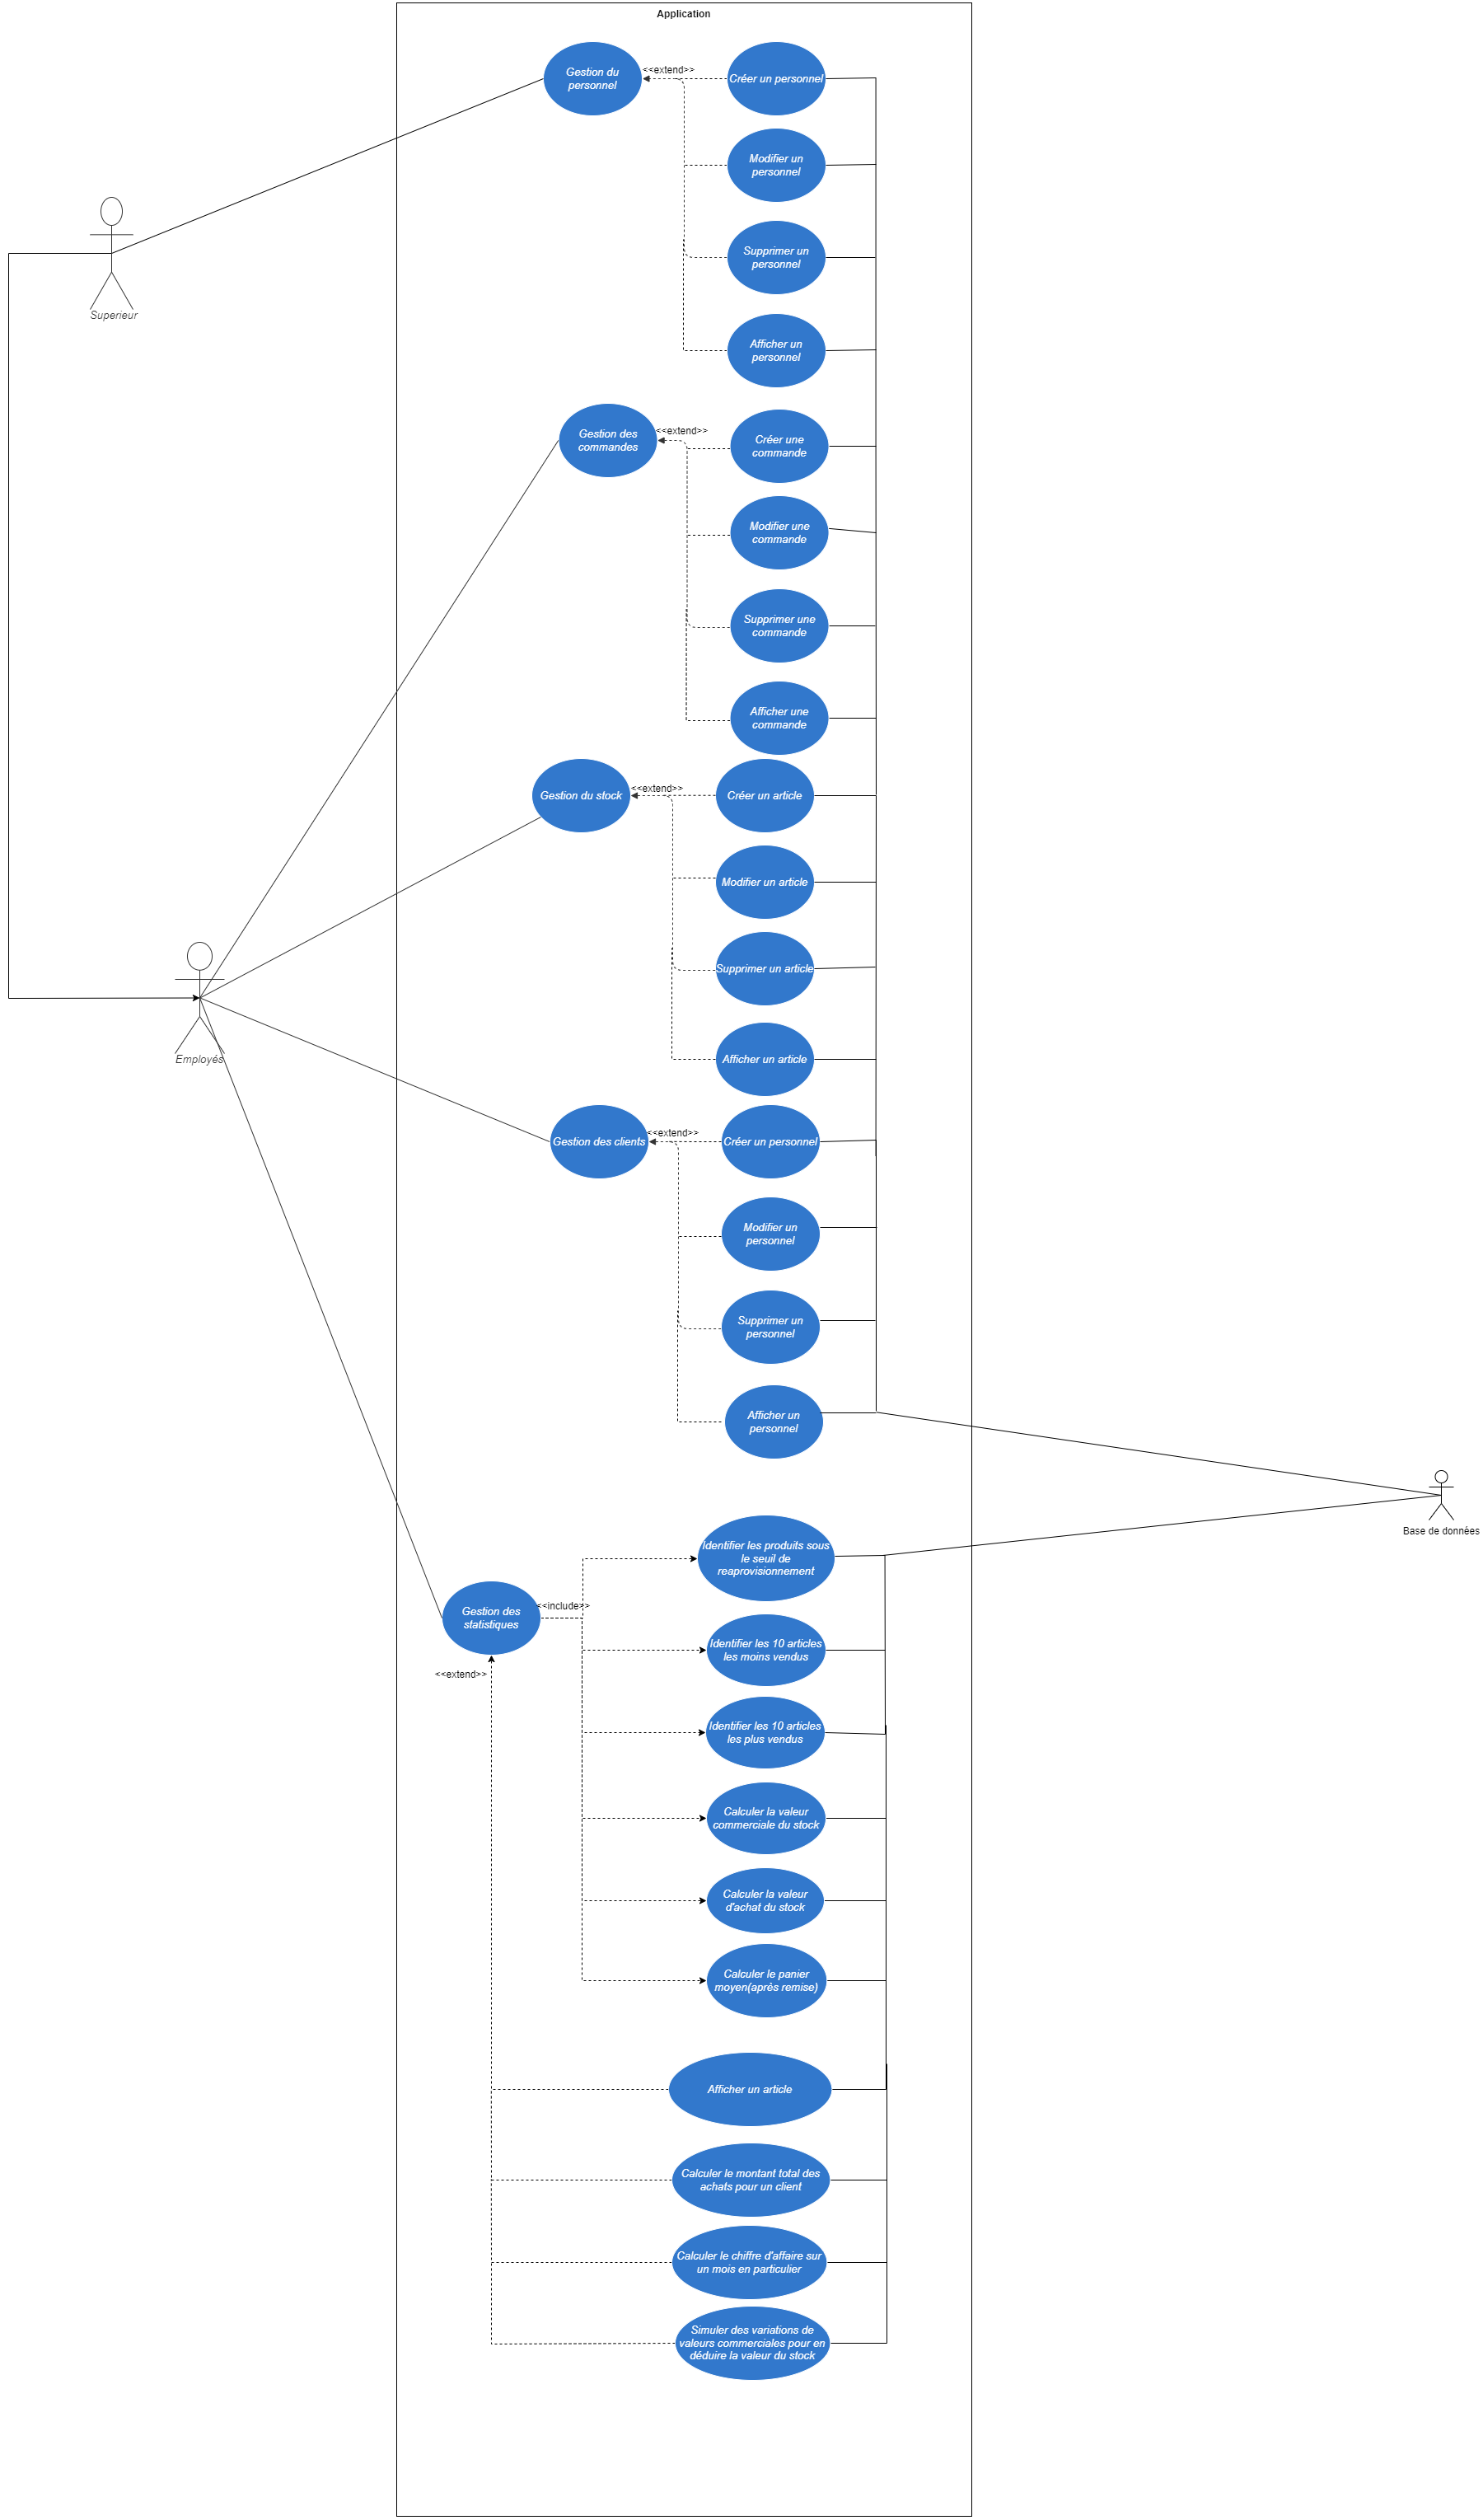 Application
Gestion du
personnel
<<extend>>
Créer un personnel
Modifier un
personnel
Supprimer un
personnel
Afficher un
personnel
Superieur
Gestion des
commandes
<<extend>>
Créer une
commande
Modifier une
commande
Supprimer une
commande
Afficher une
commande
Gestion du stock
<<extend>>
Créer un article
Modifier un article
Supprimer un article
Afficher un article
Employés
Gestion des clients
<<extend>>
Créer un personnel
Modifier un
personnel
Supprimer un
personnel
Afficher un
personnel
Base de données
Identifier les produits sous
le seuil de
reaprovisionnement
Gestion des
statistiques
<<include>>
<<extend>>
Identifier les 10 articles
les moins vendus
Identifier les 10 articles
les plus vendus
Calculer la valeur
commerciale du stock
Calculer la valeur
d'achat du stock
Calculer le panier
moyen(après remise)
Afficher un article
Calculer le montant total des
achats pour un client
Calculer le chiffre d'affaire sur
un mois en particulier
Simuler des variations de
valeurs commerciales pour en
déduire la valeur du stock